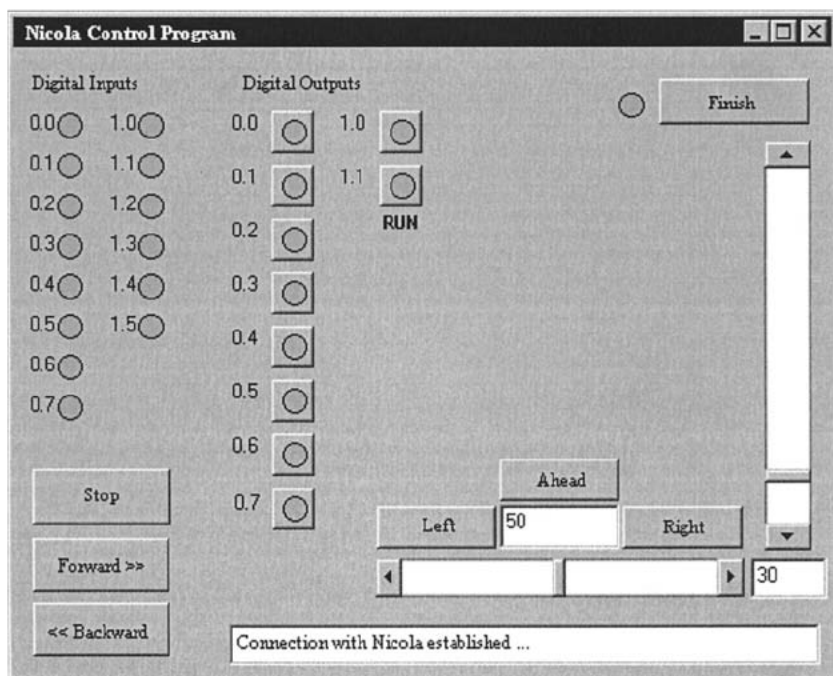 Nicola Control Program
Digital Inputs
Digital Outputs
Finish
0.0 1.0
0.1 1.1
0.2 1.2
0.3 1.3
0.4 1.4
0.5 1.5
0.6
0.7
0.0 1.0
0.1 1.1
RUN
0.2
0.3
0.4
0.5
0.6
0.7
Stop
Forward >>
<< Backward
Ahead
Left 50 Right
30
Connection with Nicola established ...